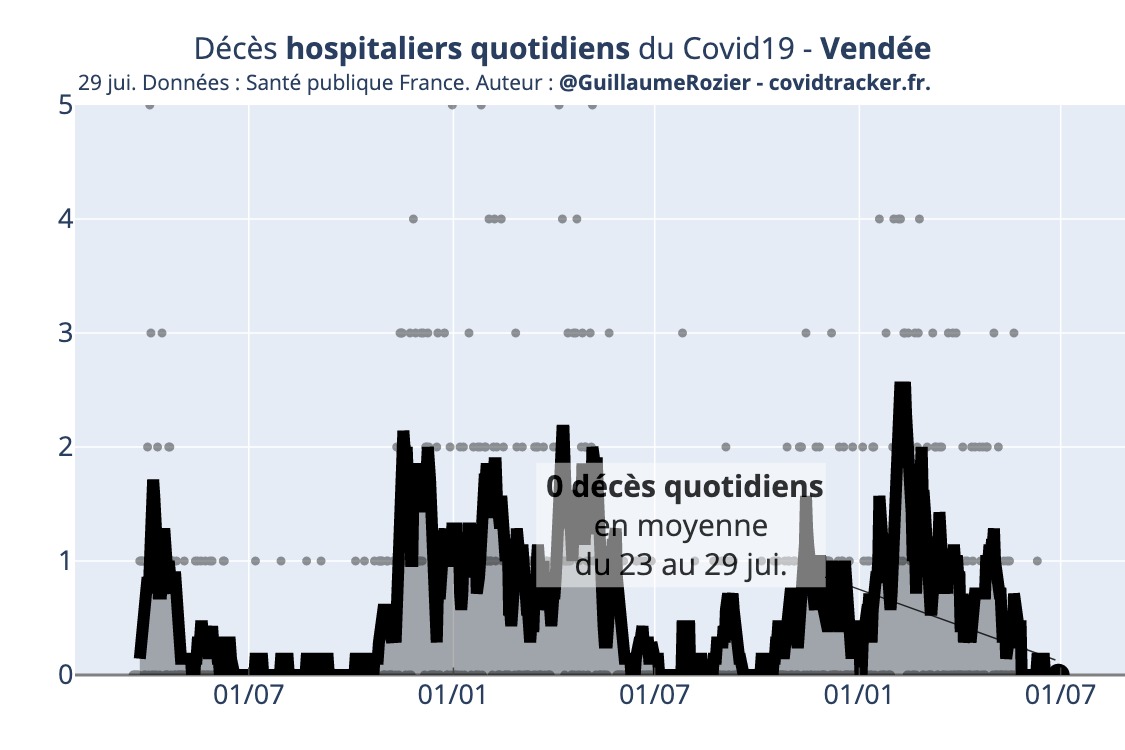 Décès hospitaliers quotidiens du Covid19 - Vendée
29 jui. Données : Santé publique France. Auteur : @GuillaumeRozier - covidtracker.fr.
5
4
3
2
0 décès quotidiens
en moyenne
du 23 au 29 jui.
1
0
01/07 01/01 01/07 01/01 01/07